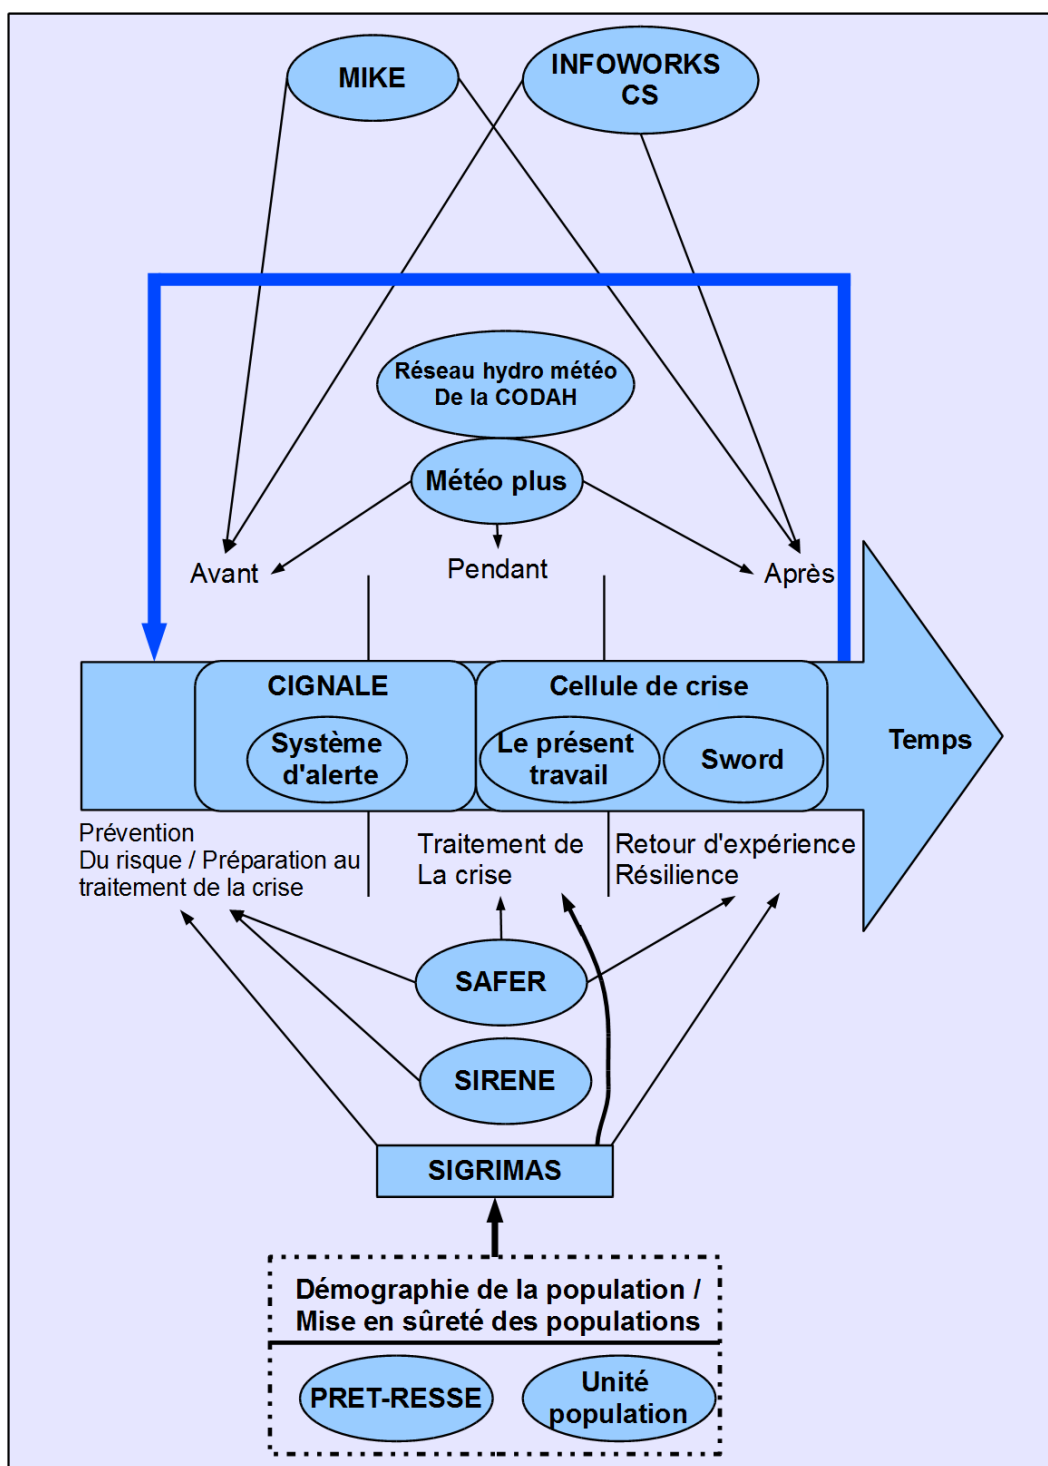 MIKE
INFOWORKS
CS
Réseau hydro météo
De la CODAH
Météo plus
Avant
Pendant
Après
CIGNALE
Système
d'alerte
Cellule de crise
Le présent
travail
Sword
Temps
Prévention
Du risque / Préparation au
traitement de la crise
Traitement de
La crise
Retour d'expérience
Résilience
SAFER
SIRENE
SIGRIMAS
Démographie de la population /
Mise en sûreté des populations
PRET-RESSE
Unité
population